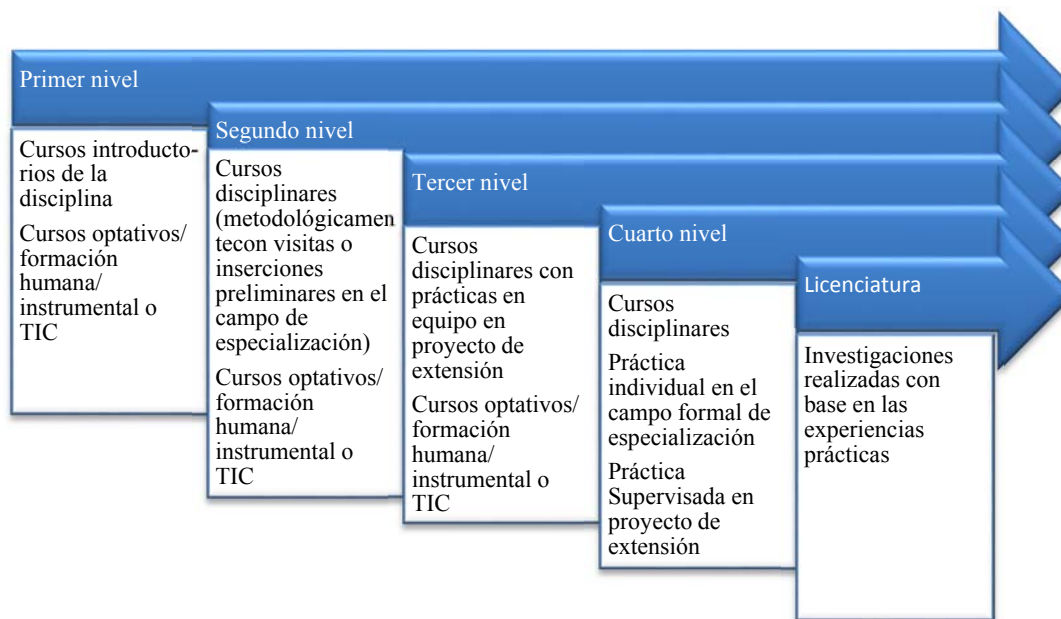 Primer nivel
Cursos introducto-
rios de la
disciplina
Cursos optativos/
formación
humana/
instrumental o
TIC
Segundo nivel
Cursos
disciplinares
(metodológicamen
tecon visitas o
inserciones
preliminares en el
campo de
especialización)
Cursos optativos/
formación
humana/
instrumental o
TIC
Tercer nivel
Cursos
disciplinares con
prácticas en
equipo en
proyecto de
extensión
Cursos optativos/
formación
humana/
instrumental o
TIC
Cuarto nivel
Cursos
disciplinares
Práctica
individual en el
campo formal de
especialización
Práctica
Supervisada en
proyecto de
extensión
Licenciatura
Investigaciones
realizadas con
base en las
experiencias
prácticas